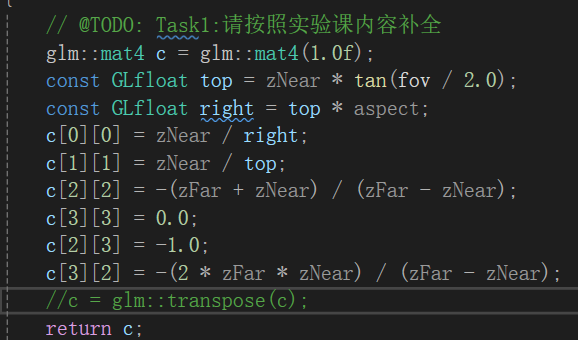 {
// @TODO: Task1:请按照实验课内容补全
glm::mat4 c = glm::mat4(1.0f);
const GLfloat top = zNear * tan(fov / 2.0);
const GLfloat right = top * aspect;
c[0][0] = zNear / right;
c[1][1] = zNear / top;
c[2][2] = -(zFar + zNear) / (zFar - zNear);
c[3][3] = 0.0;
c[2][3] = -1.0;
c[3][2] = -(2 * zFar * zNear) / (zFar - zNear);
//c = glm::transpose(c);
return c;